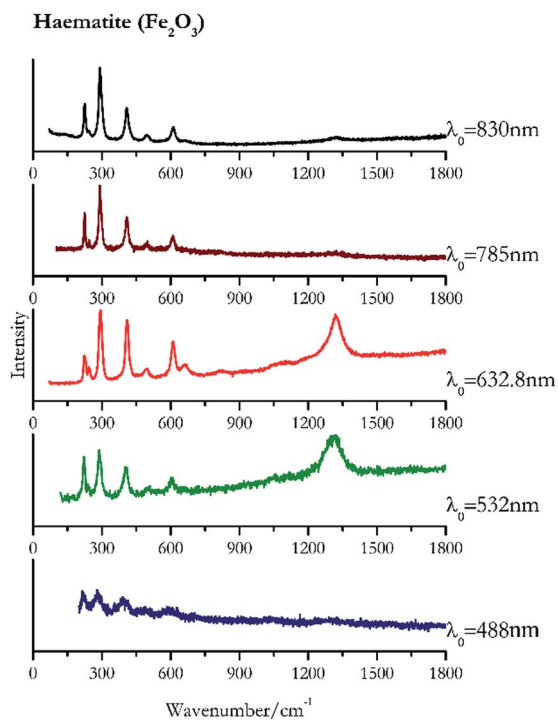 Haematite (Fe₂O₃)
λ₀=830nm
0 300 600 900 1200 1500 1800
λ₀=785nm
0 300 600 900 1200 1500 1800
Intensity
λ₀=632.8nm
0 300 600 900 1200 1500 1800
λ₀=532nm
0 300 600 900 1200 1500 1800
λ₀=488nm
0 300 600 900 1200 1500 1800
Wavenumber/cm⁻¹